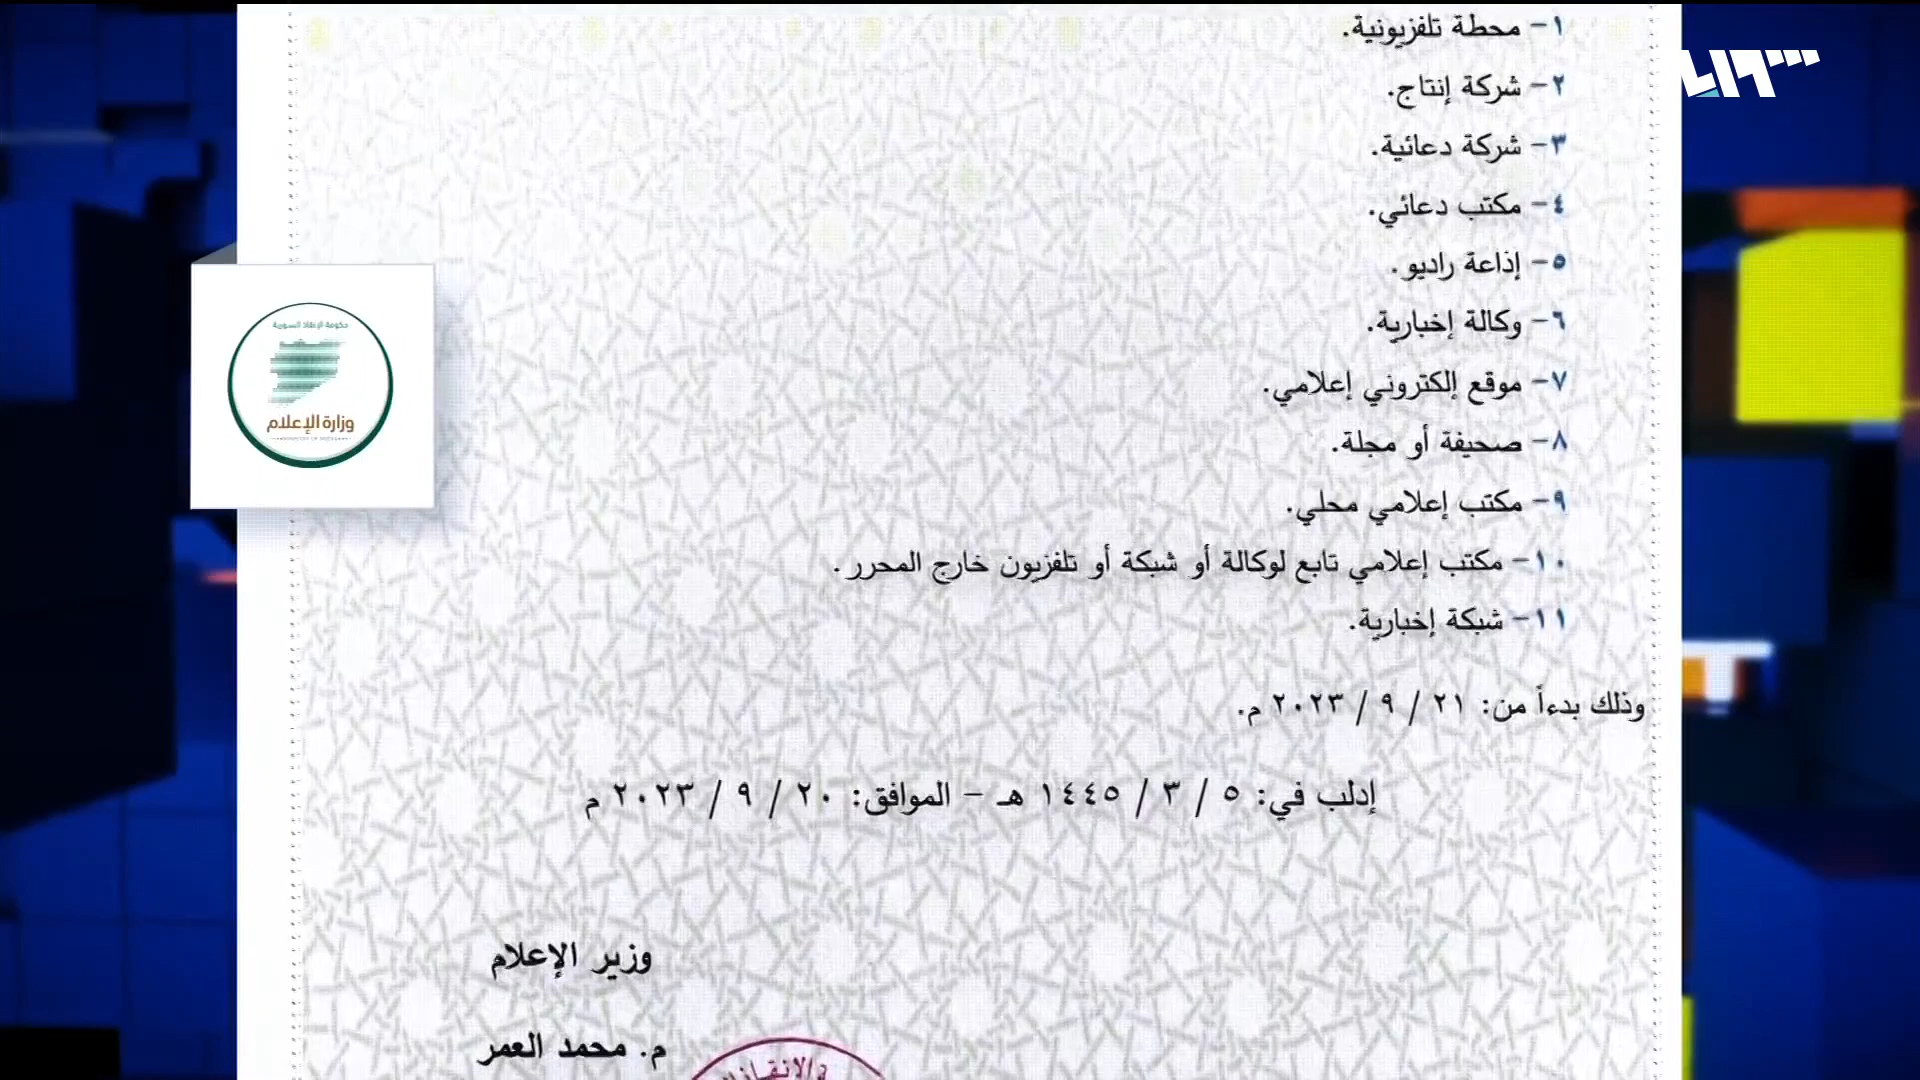 ١- محطة تلفزيونية.
٢- شركة إنتاج.
٣- شركة دعائية.
٤- مكتب دعائي.
٥- إذاعة راديو.
٦- وكالة إخبارية.
٧- موقع إلكتروني إعلامي.
٨- صحيفة أو مجلة.
٩- مكتب إعلامي محلي.
١٠- مكتب إعلامي تابع لوكالة أو شبكة أو تلفزيون خارج المحرر.
١١- شبكة إخبارية.
وذلك بدءاً من: ٢١ / ٩ / ٢٠٢٣ م.
إدلب في: ٥ / ٣ / ١٤٤٥ هـ - الموافق: ٢٠ / ٩ / ٢٠٢٣ م
وزير الإعلام
م. محمد العمر
حكومة الإنقاذ السورية
وزارة الإعلام